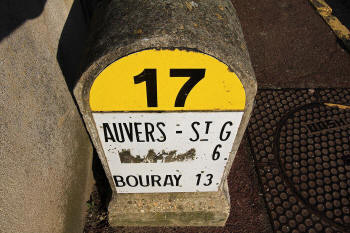 17
AUVERS - ST G
6.
BOURAY. 13